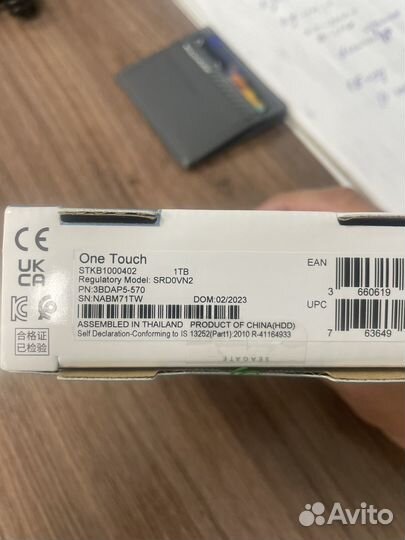 One Touch
STKB1000402 1TB
Regulatory Model: SRD0VN2
PN:3BDAP5-570
SN:NABM71TW DOM:02/2023
ASSEMBLED IN THAILAND PRODUCT OF CHINA(HDD)
Self Declaration-Conforming to IS 13252(Part1):2010 R-41164933
EAN
3 660619
UPC
7 63649
CE
UK
CA
合格证
已检验
SEAGATE
Avito